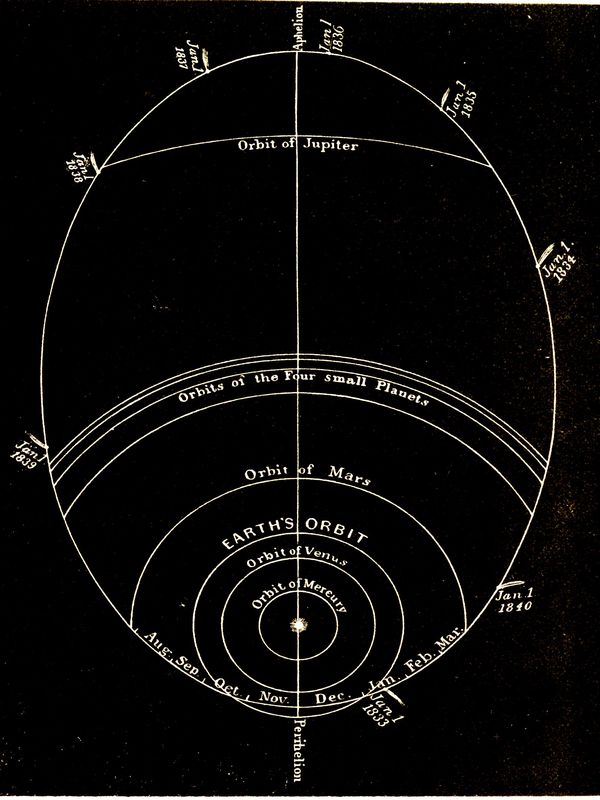 Aphelion
Jan 1
1836
Jan 1
1837
Jan 1
1835
Orbit of Jupiter
Jan 1
1838
Jan. 1.
1834
Orbits of the Four small Planets
Jan 1
1839
Orbit of Mars
EARTH'S ORBIT
Orbit of Venus
Orbit of Mercury
Jan 1
1840
Aug. Sep. Oct. Nov. Dec. Jan. Feb. Mar.
Jan 1
1833
Perihelion